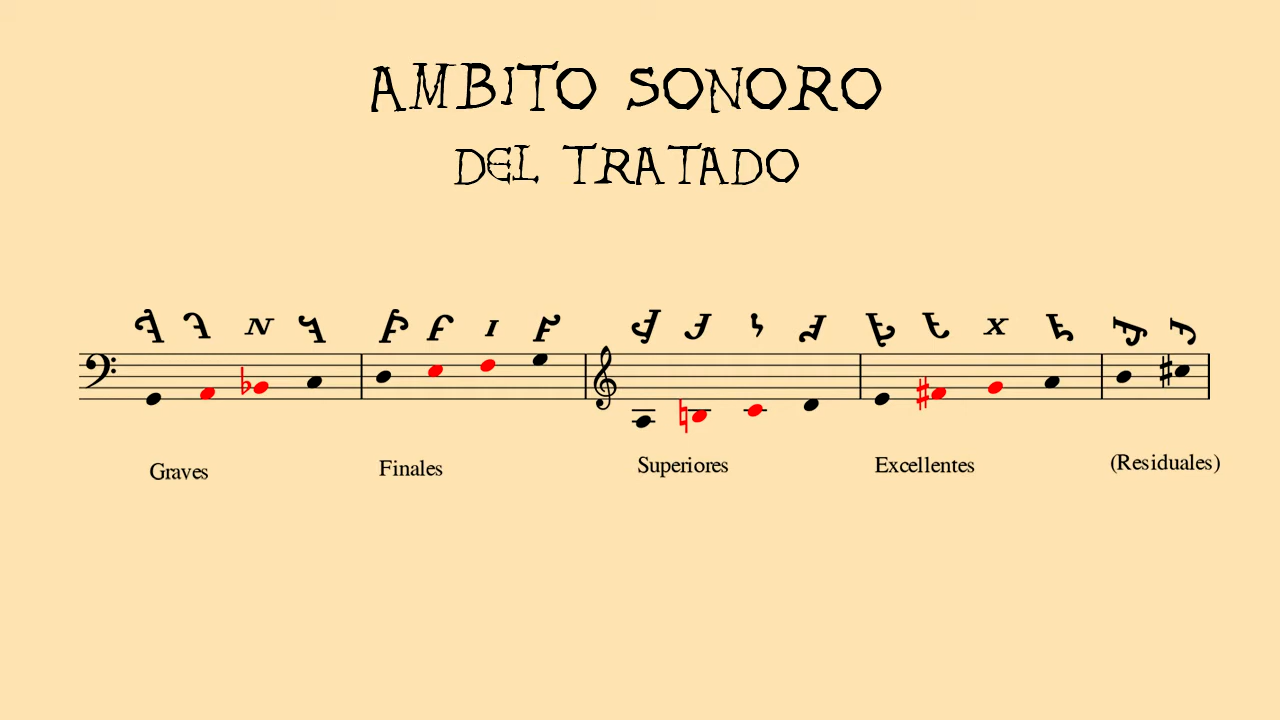 AMBITO SONORO
DEL TRATADO
N I X
Graves Finales Superiores Excellentes (Residuales)